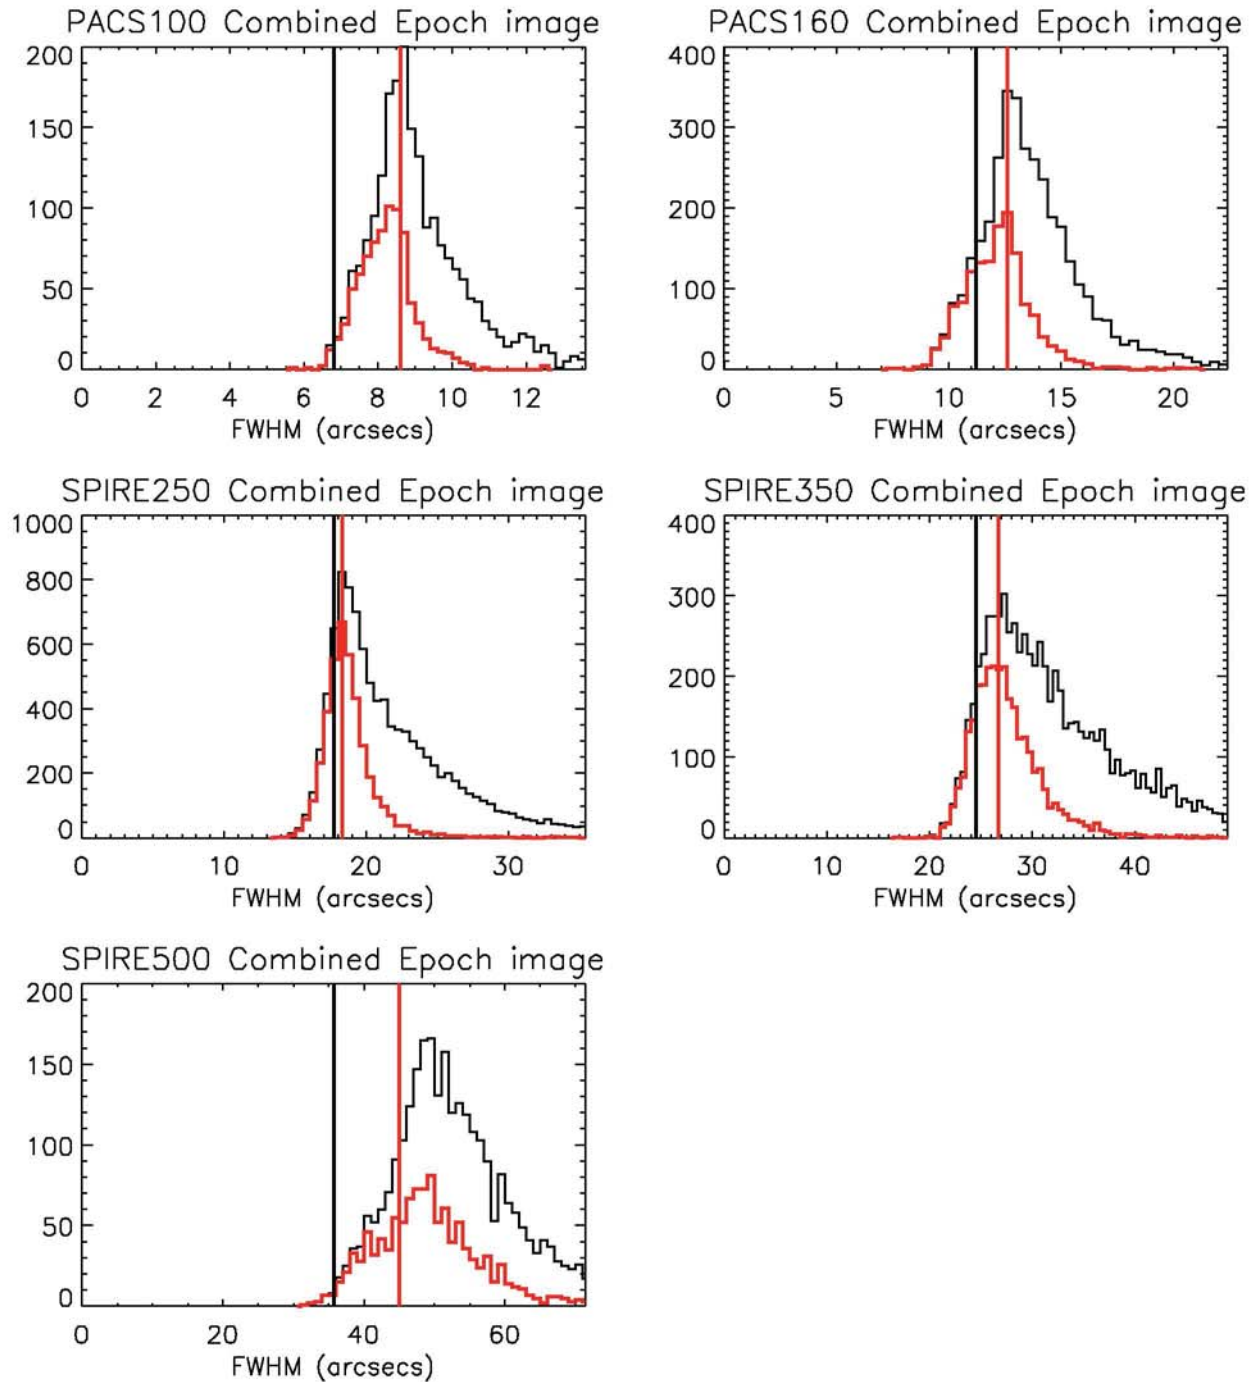 PACS100 Combined Epoch image
200
150
100
50
0
0 2 4 6 8 10 12
FWHM (arcsecs)
PACS160 Combined Epoch image
400
300
200
100
0
0 5 10 15 20
FWHM (arcsecs)
SPIRE250 Combined Epoch image
1000
800
600
400
200
0
0 10 20 30
FWHM (arcsecs)
SPIRE350 Combined Epoch image
400
300
200
100
0
0 10 20 30 40
FWHM (arcsecs)
SPIRE500 Combined Epoch image
200
150
100
50
0
0 20 40 60
FWHM (arcsecs)